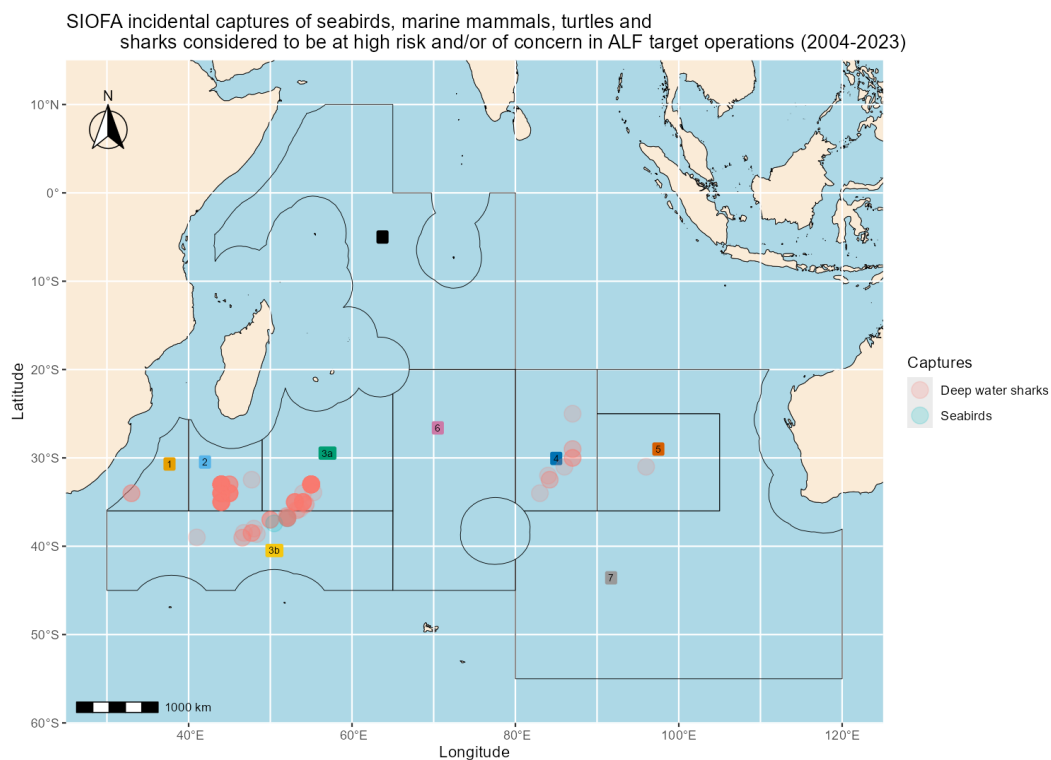 SIOFA incidental captures of seabirds, marine mammals, turtles and
sharks considered to be at high risk and/or of concern in ALF target operations (2004-2023)
N
10°N
0°
10°S
20°S
30°S
40°S
50°S
60°S
Latitude
1
2
3a
3b
4
5
6
7
1000 km
40°E
60°E
80°E
100°E
120°E
Longitude
Captures
Deep water sharks
Seabirds